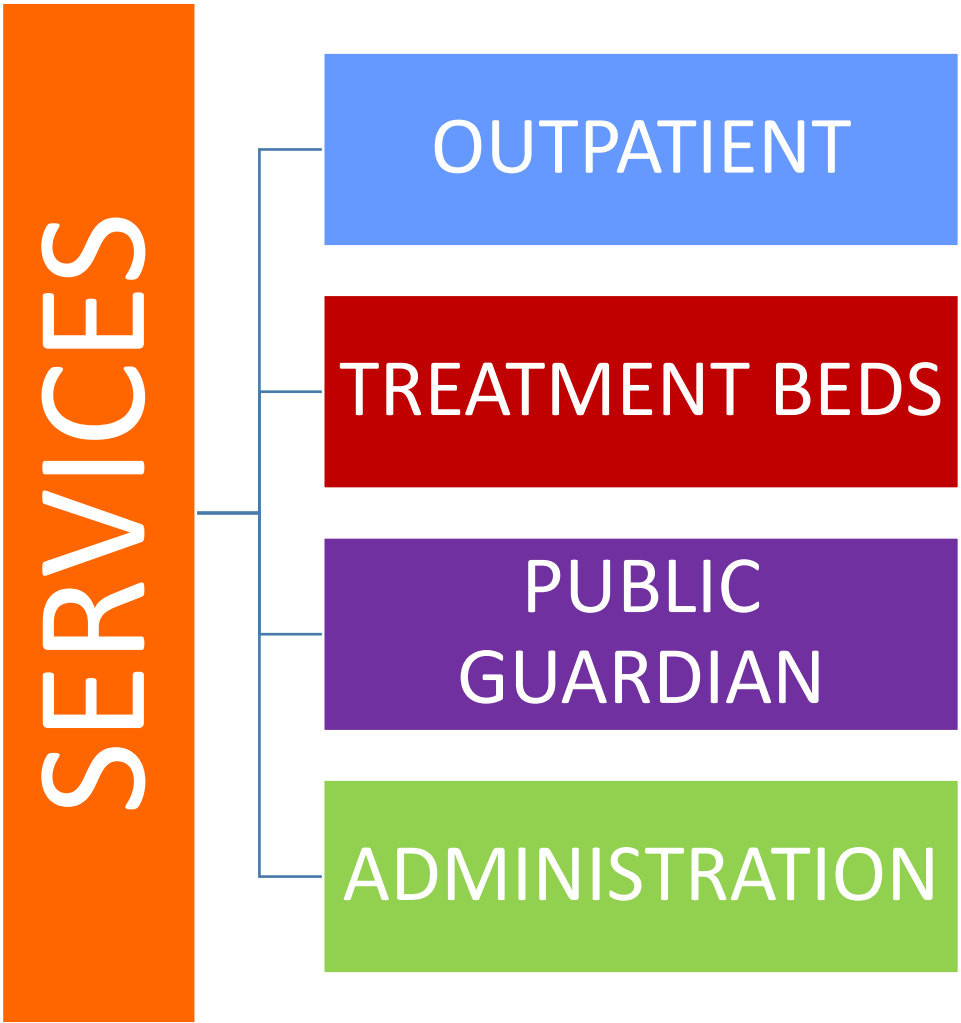 SERVICES
OUTPATIENT
TREATMENT BEDS
PUBLIC
GUARDIAN
ADMINISTRATION